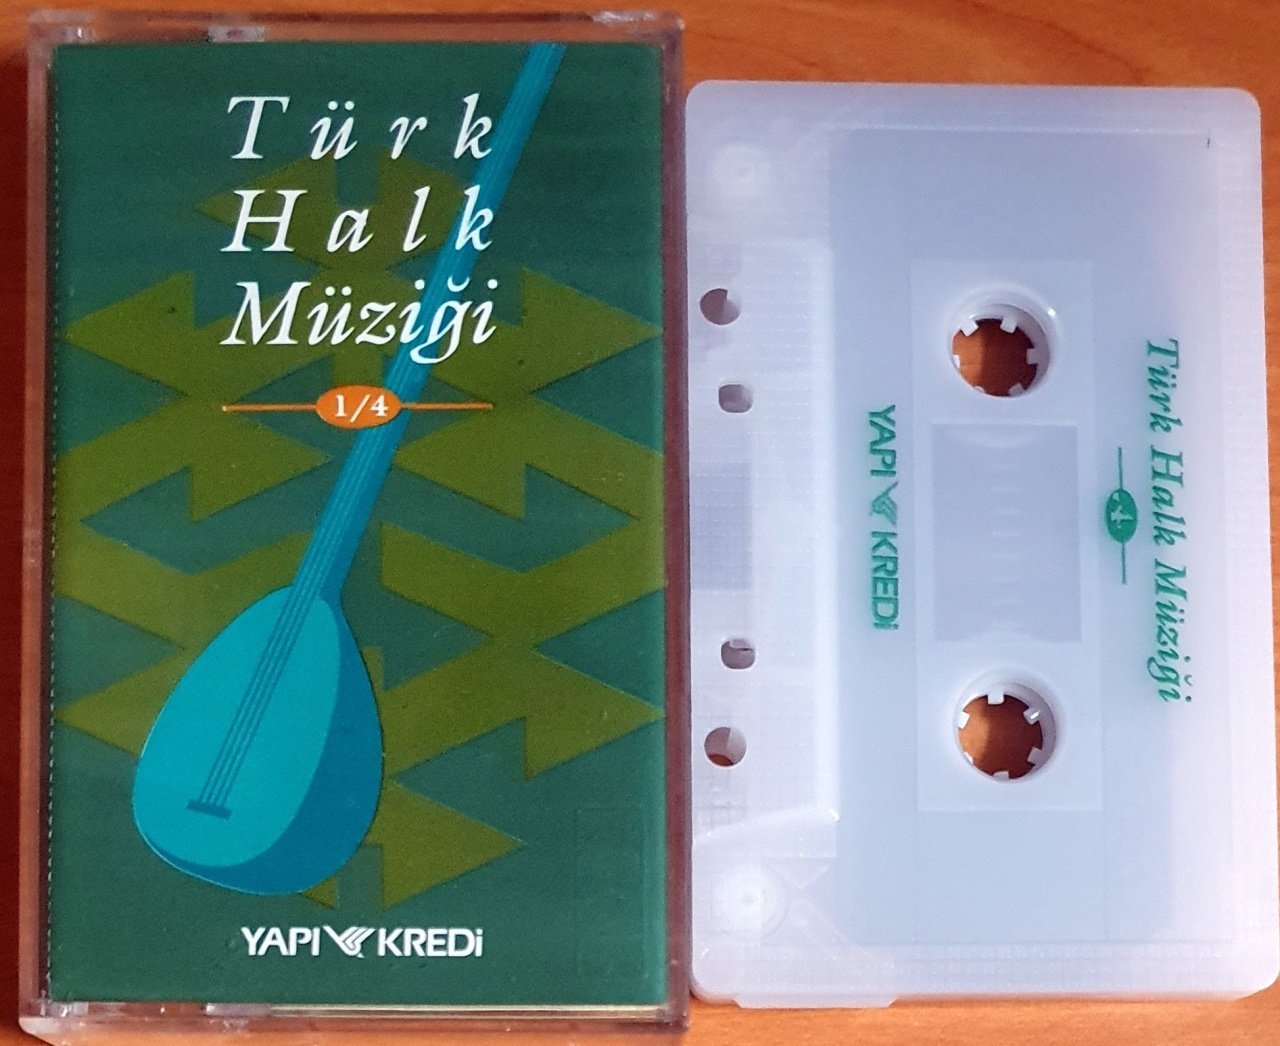 Türk
Halk
Müziği
1/4
YAPI KREDİ
Türk Halk Müziği
4
YAPI KREDİ